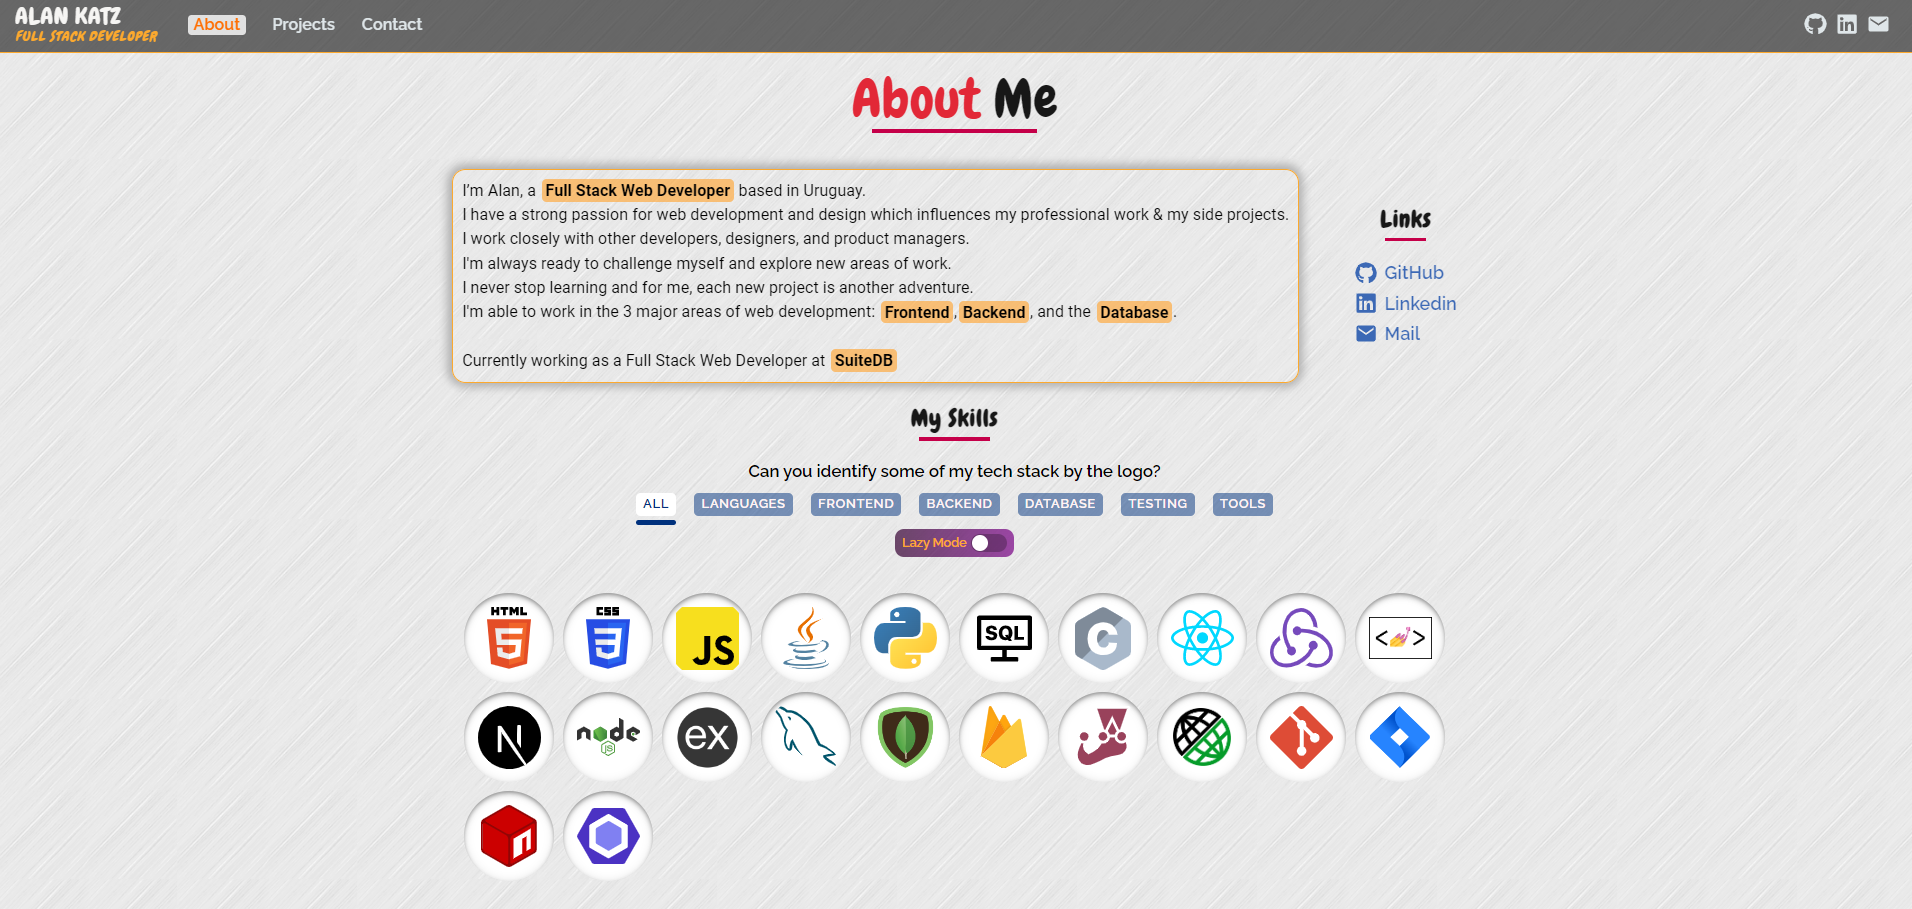 ALAN KATZ
FULL STACK DEVELOPER
About Projects Contact
About Me
I’m Alan, a Full Stack Web Developer based in Uruguay.
I have a strong passion for web development and design which influences my professional work & my side projects.
I work closely with other developers, designers, and product managers.
I'm always ready to challenge myself and explore new areas of work.
I never stop learning and for me, each new project is another adventure.
I'm able to work in the 3 major areas of web development: Frontend, Backend, and the Database.
Currently working as a Full Stack Web Developer at SuiteDB
Links
GitHub
Linkedin
Mail
My Skills
Can you identify some of my tech stack by the logo?
ALL LANGUAGES FRONTEND BACKEND DATABASE TESTING TOOLS
Lazy Mode
HTML 5 CSS 3 JS SQL C < >
N node JS ex
n